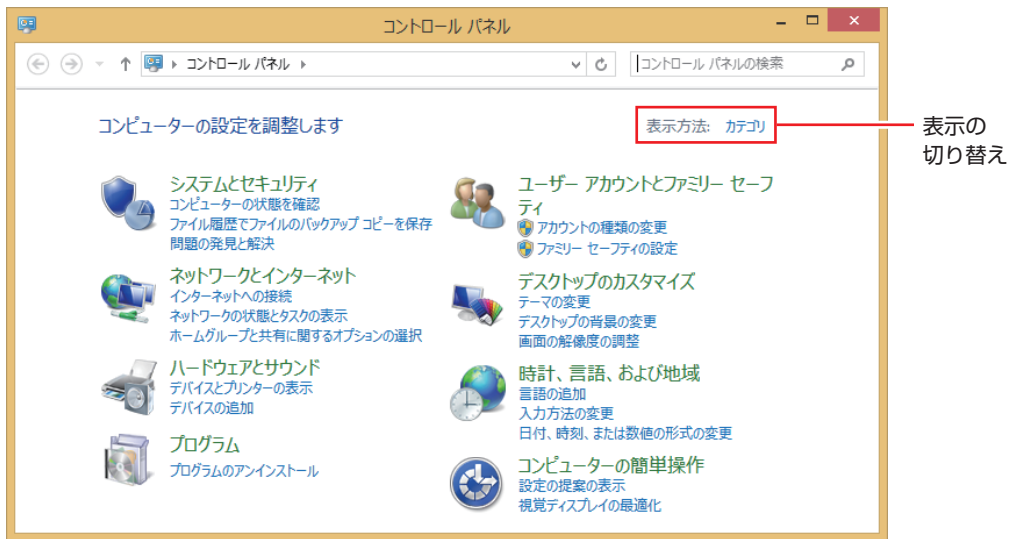 コントロール パネル
コントロール パネル
コントロール パネルの検索
コンピューターの設定を調整します
表示方法: カテゴリ
表示の
切り替え
システムとセキュリティ
コンピューターの状態を確認
ファイル履歴でファイルのバックアップ コピーを保存
問題の発見と解決
ネットワークとインターネット
インターネットへの接続
ネットワークの状態とタスクの表示
ホームグループと共有に関するオプションの選択
ハードウェアとサウンド
デバイスとプリンターの表示
デバイスの追加
プログラム
プログラムのアンインストール
ユーザー アカウントとファミリー セーフ
ティ
アカウントの種類の変更
ファミリー セーフティの設定
デスクトップのカスタマイズ
テーマの変更
デスクトップの背景の変更
画面の解像度の調整
時計、言語、および地域
言語の追加
入力方法の変更
日付、時刻、または数値の形式の変更
コンピューターの簡単操作
設定の提案の表示
視覚ディスプレイの最適化